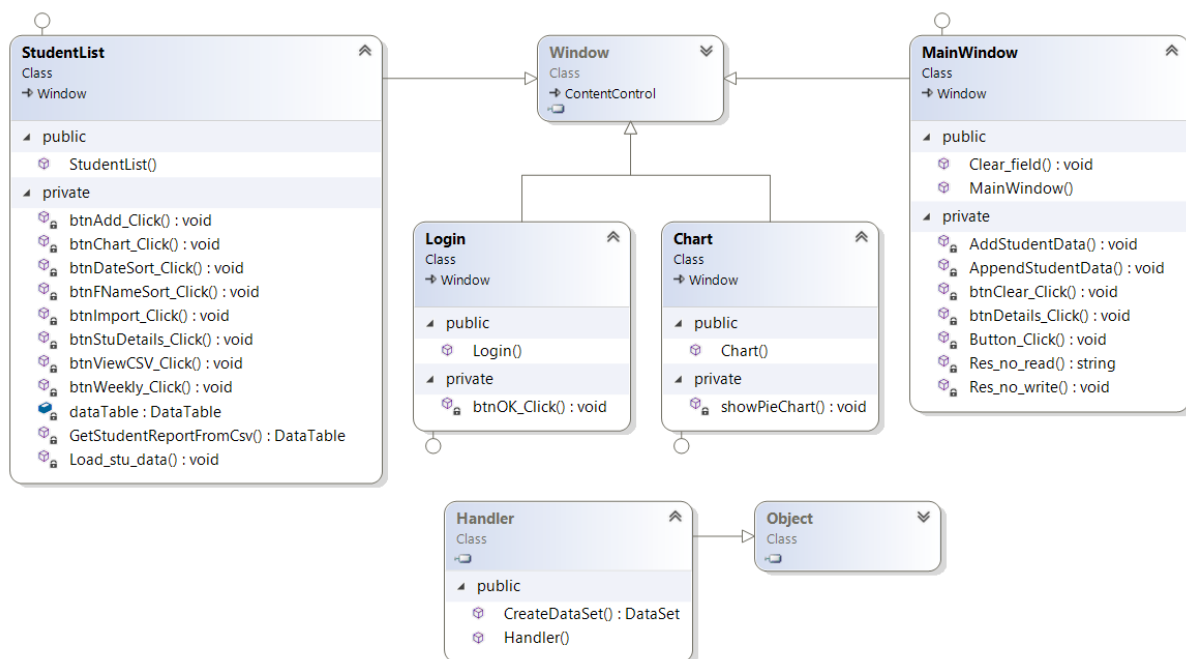 StudentList
Class
Window
public
StudentList()
private
btnAdd_Click() : void
btnChart_Click() : void
btnDateSort_Click() : void
btnFNameSort_Click() : void
btnImport_Click() : void
btnStuDetails_Click() : void
btnViewCSV_Click() : void
btnWeekly_Click() : void
dataTable : DataTable
GetStudentReportFromCsv() : DataTable
Load_stu_data() : void
Window
Class
ContentControl
MainWindow
Class
Window
public
Clear_field() : void
MainWindow()
private
AddStudentData() : void
AppendStudentData() : void
btnClear_Click() : void
btnDetails_Click() : void
Button_Click() : void
Res_no_read() : string
Res_no_write() : void
Login
Class
Window
public
Login()
private
btnOK_Click() : void
Chart
Class
Window
public
Chart()
private
showPieChart() : void
Handler
Class
public
CreateDataSet() : DataSet
Handler()
Object
Class